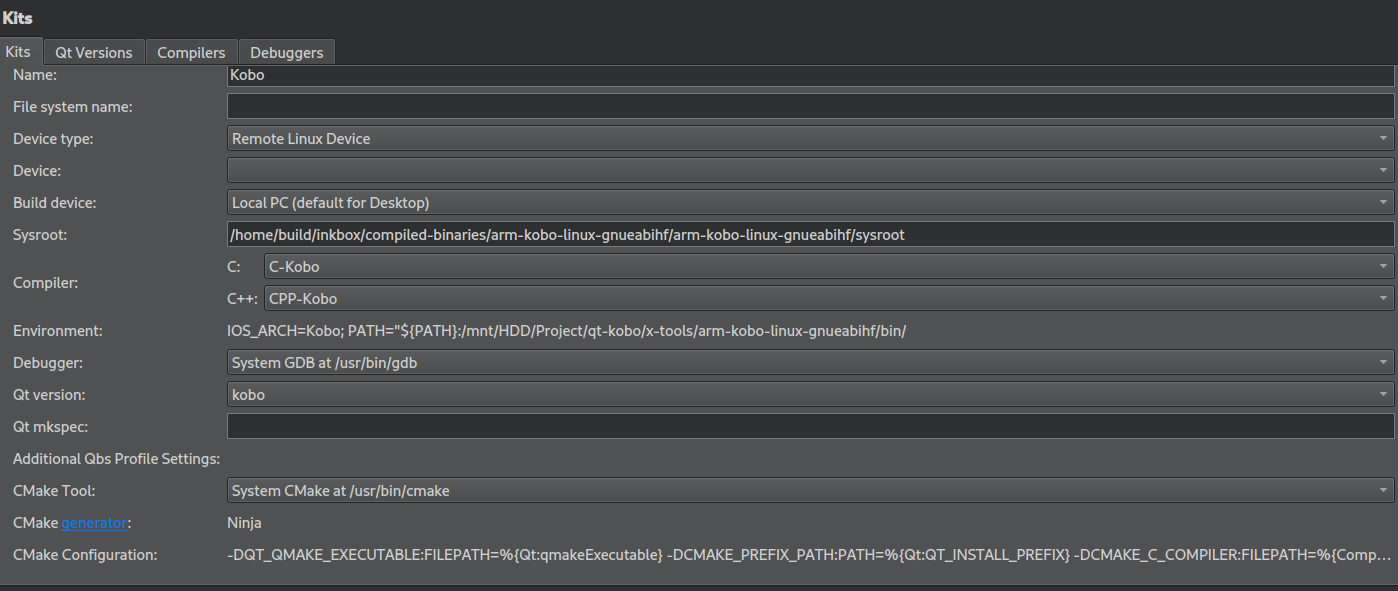 Kits
Kits Qt Versions Compilers Debuggers
Name: Kobo
File system name:
Device type: Remote Linux Device
Device:
Build device: Local PC (default for Desktop)
Sysroot: /home/build/inkbox/compiled-binaries/arm-kobo-linux-gnueabihf/arm-kobo-linux-gnueabihf/sysroot
Compiler:
C: C-Kobo
C++: CPP-Kobo
Environment: IOS_ARCH=Kobo; PATH="${PATH}:/mnt/HDD/Project/qt-kobo/x-tools/arm-kobo-linux-gnueabihf/bin/
Debugger: System GDB at /usr/bin/gdb
Qt version: kobo
Qt mkspec:
Additional Qbs Profile Settings:
CMake Tool: System CMake at /usr/bin/cmake
CMake generator: Ninja
CMake Configuration: -DQT_QMAKE_EXECUTABLE:FILEPATH=%{Qt:qmakeExecutable} -DCMAKE_PREFIX_PATH:PATH=%{Qt:QT_INSTALL_PREFIX} -DCMAKE_C_COMPILER:FILEPATH=%{Comp...